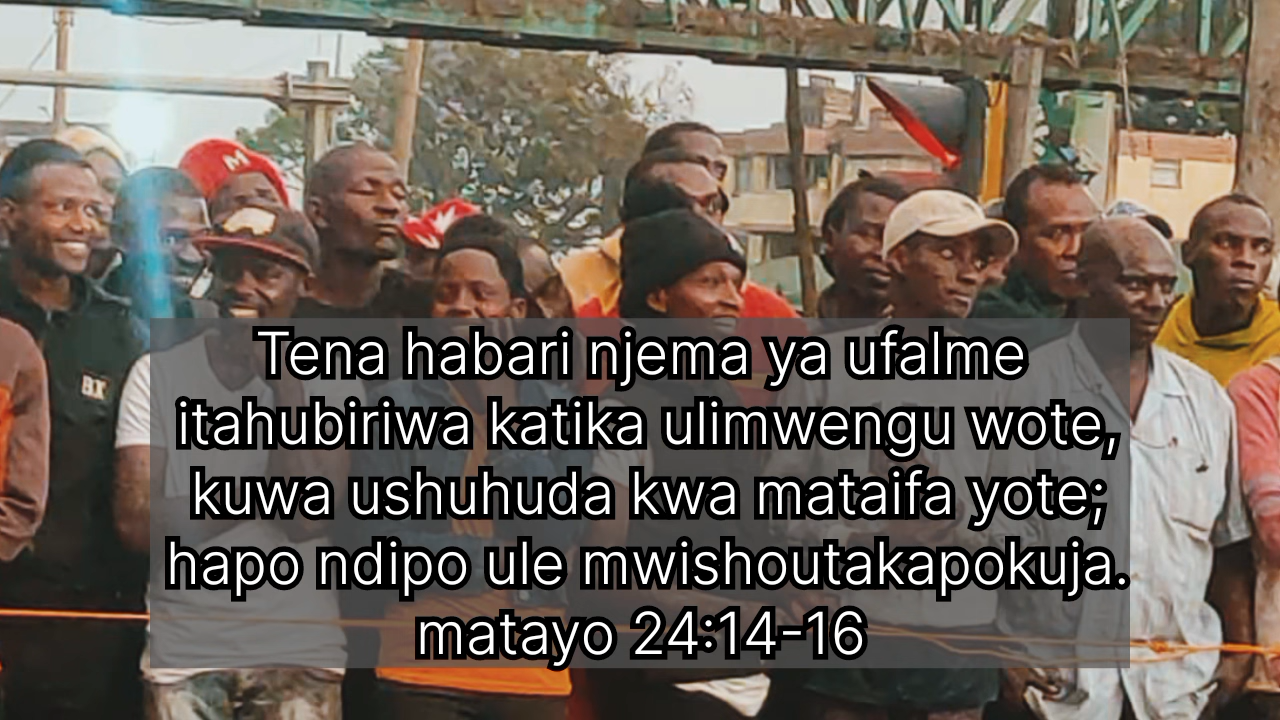 M
BK
Tena habari njema ya ufalme
itahubiriwa katika ulimwengu wote,
kuwa ushuhuda kwa mataifa yote;
hapo ndipo ule mwishoutakapokuja.
matayo 24:14-16